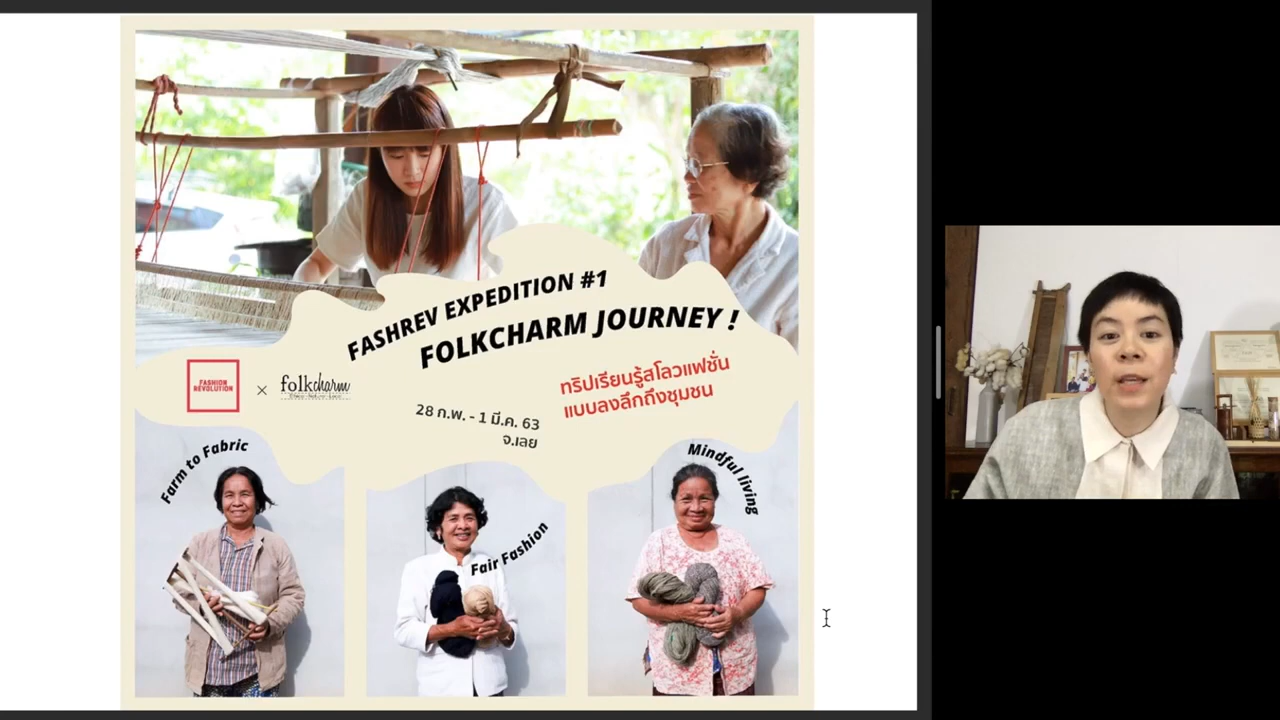 FASHREV EXPEDITION #1
FOLKCHARM JOURNEY !
FASHION
REVOLUTION
×
folkcharm
ทริปเรียนรู้สโลวแฟชั่น
แบบลงลึกถึงชุมชน
28 ก.พ. - 1 มี.ค. 63
จ.เลย
Farm to Fabric
Fair Fashion
Mindful living